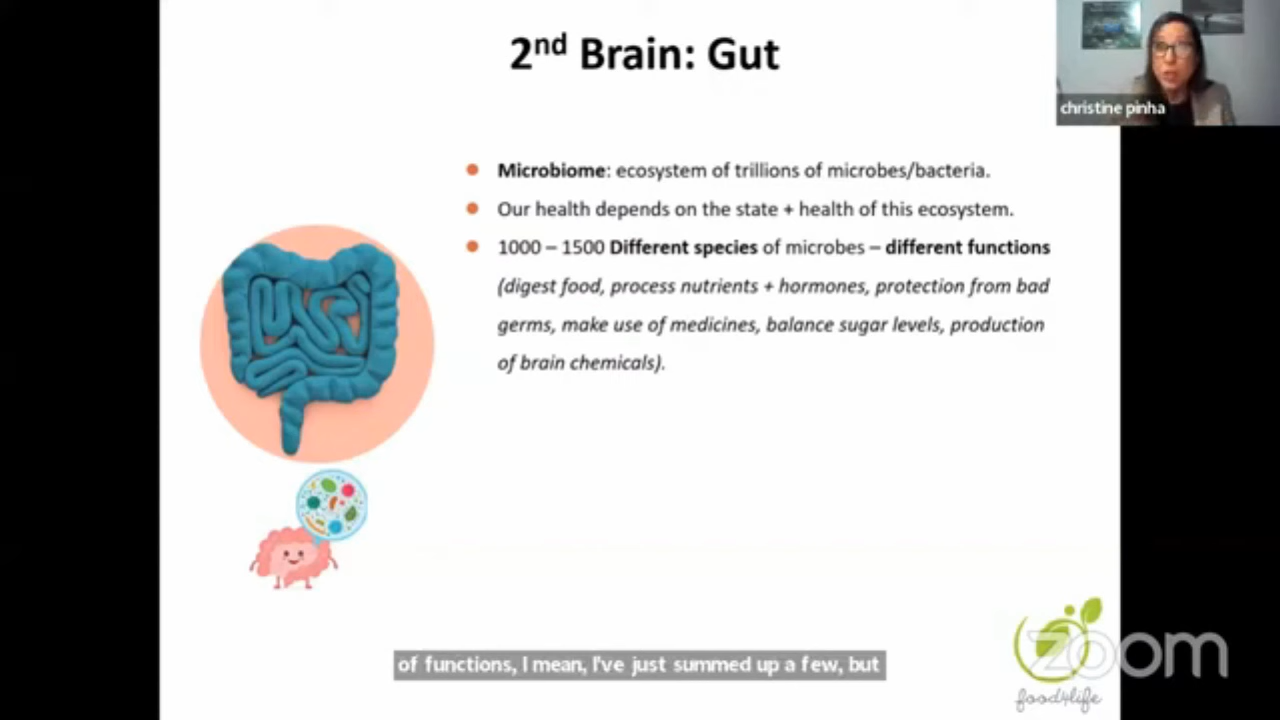 2nd Brain: Gut
christine pinha
Microbiome: ecosystem of trillions of microbes/bacteria.
Our health depends on the state + health of this ecosystem.
1000 – 1500 Different species of microbes – different functions
(digest food, process nutrients + hormones, protection from bad
germs, make use of medicines, balance sugar levels, production
of brain chemicals).
of functions, I mean, I've just summed up a few, but
zoom
food4life